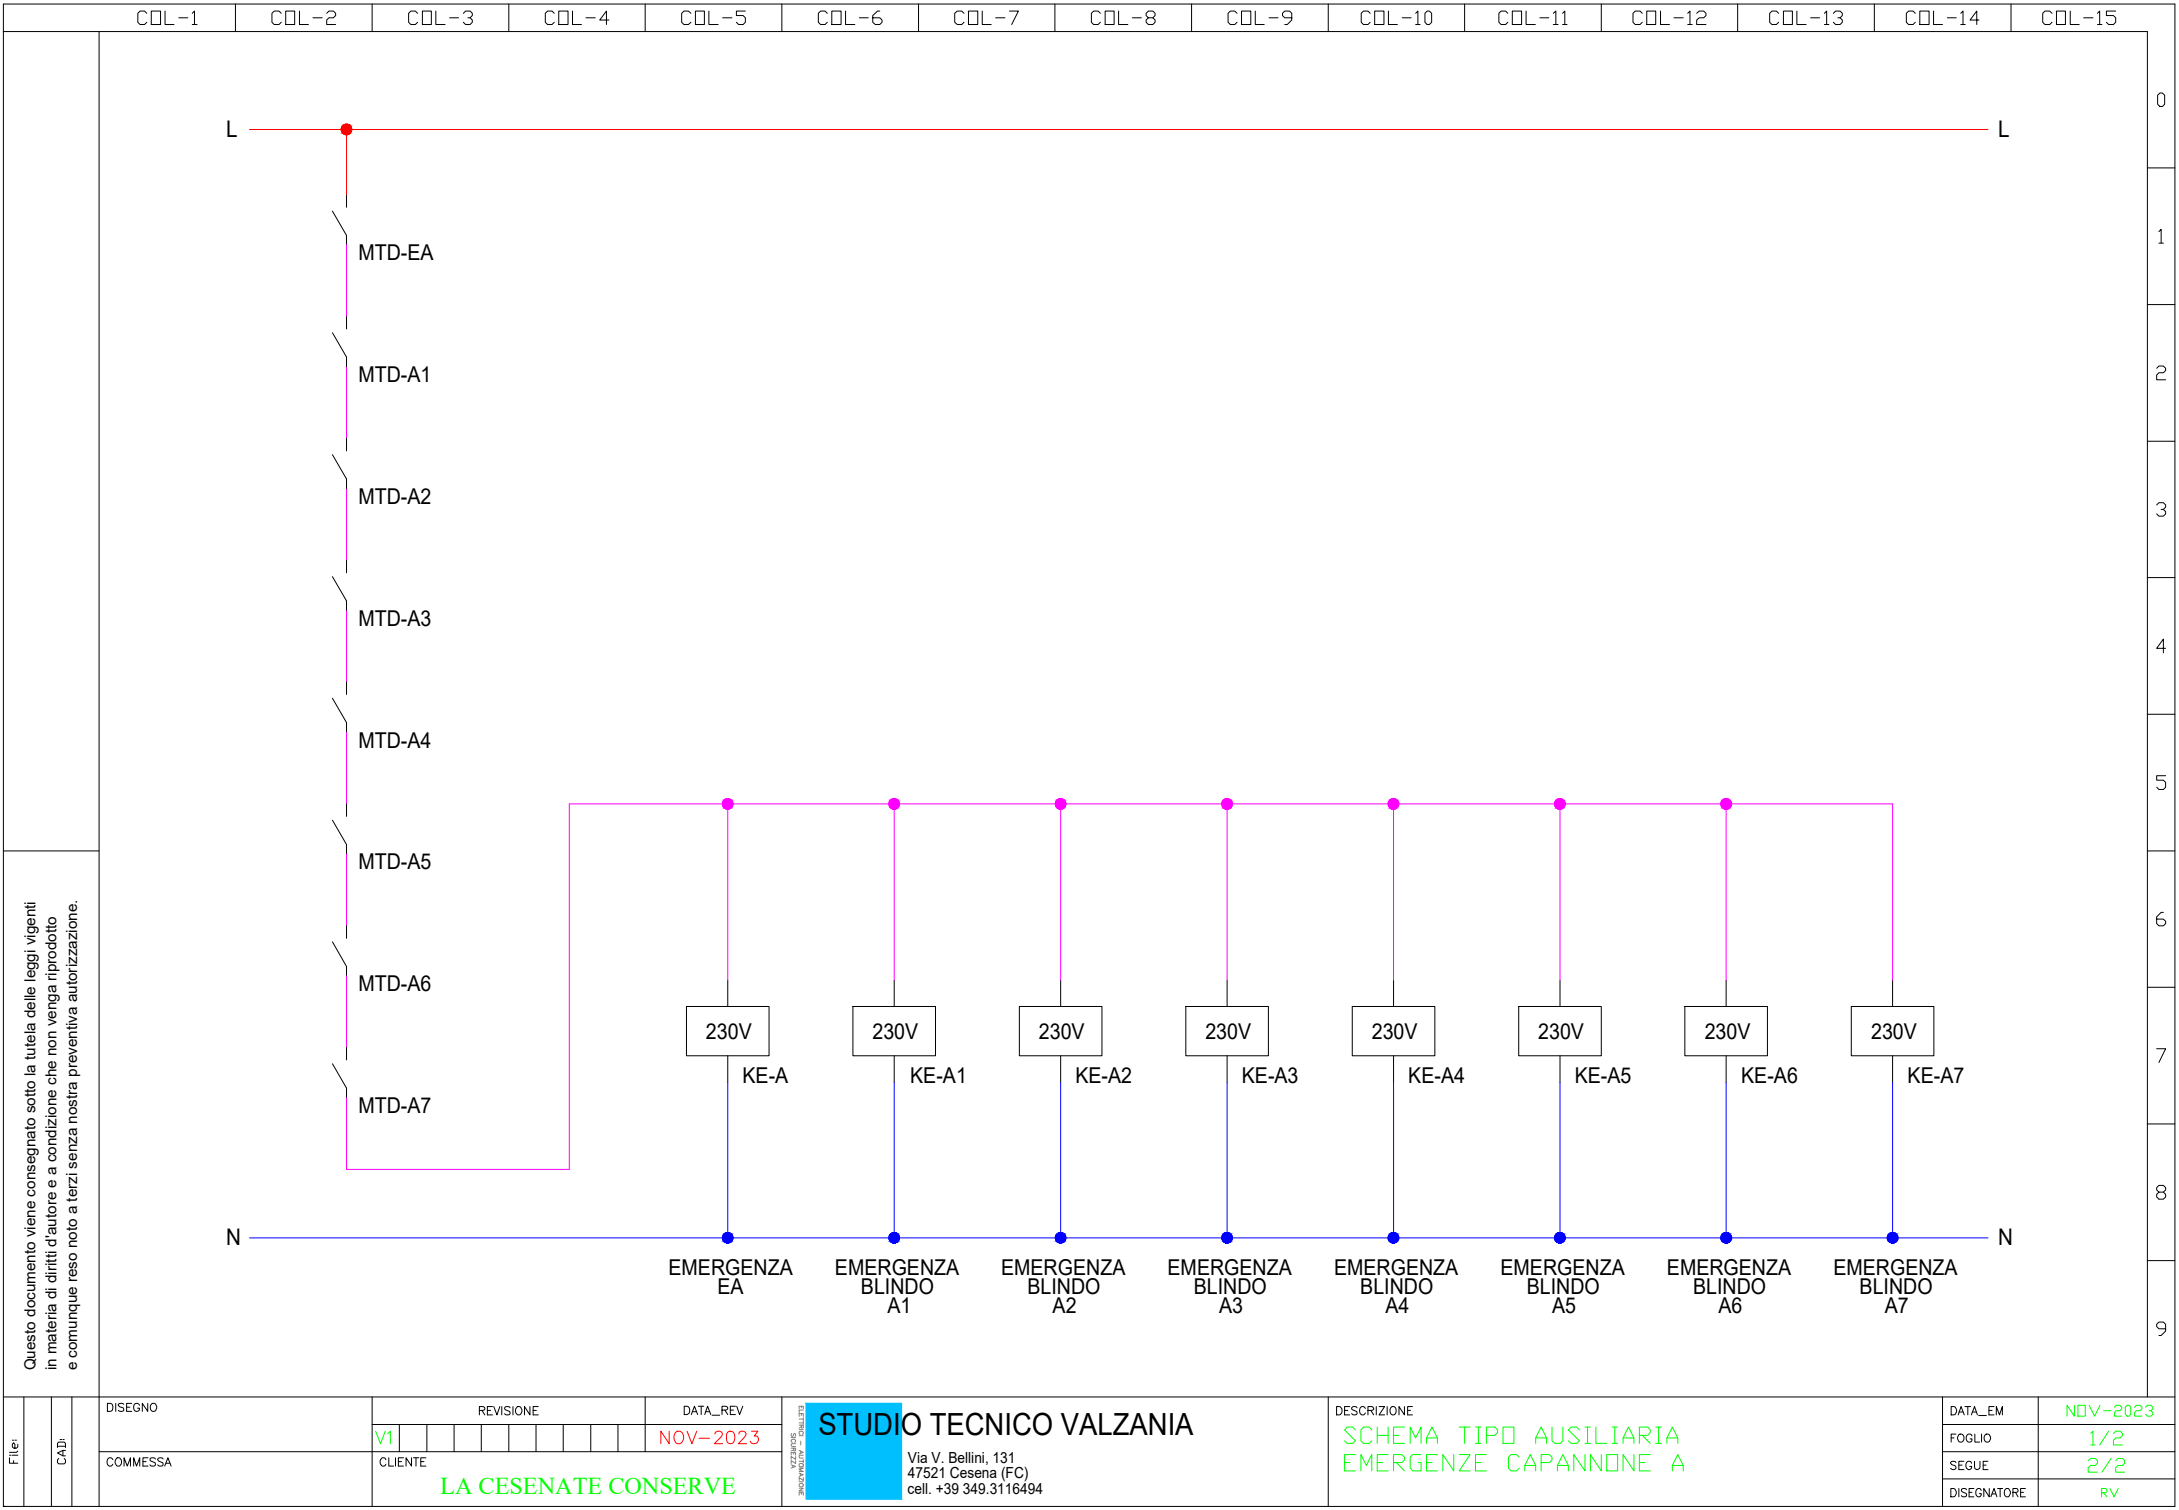 COL-1 COL-2 COL-3 COL-4 COL-5 COL-6 COL-7 COL-8 COL-9 COL-10 COL-11 COL-12 COL-13 COL-14 COL-15
0
1
2
3
4
5
6
7
8
9
L L
MTD-EA
MTD-A1
MTD-A2
MTD-A3
MTD-A4
MTD-A5
MTD-A6
MTD-A7
230V 230V 230V 230V 230V 230V 230V 230V
KE-A KE-A1 KE-A2 KE-A3 KE-A4 KE-A5 KE-A6 KE-A7
N N
EMERGENZA
EA
EMERGENZA
BLINDO
A1
EMERGENZA
BLINDO
A2
EMERGENZA
BLINDO
A3
EMERGENZA
BLINDO
A4
EMERGENZA
BLINDO
A5
EMERGENZA
BLINDO
A6
EMERGENZA
BLINDO
A7
Questo documento viene consegnato sotto la tutela delle leggi vigenti
in materia di diritti d'autore e a condizione che non venga riprodotto
e comunque reso noto a terzi senza nostra preventiva autorizzazione.
File:
CAD:
DISEGNO
COMMESSA
REVISIONE
V1
DATA_REV
NOV-2023
CLIENTE
LA CESENATE CONSERVE
ELETTRICI - AUTOMAZIONE
SICUREZZA
STUDIO TECNICO VALZANIA
Via V. Bellini, 131
47521 Cesena (FC)
cell. +39 349.3116494
DESCRIZIONE
SCHEMA TIPO AUSILIARIA
EMERGENZE CAPANNONE A
DATA_EM NOV-2023
FOGLIO 1/2
SEGUE 2/2
DISEGNATORE RV